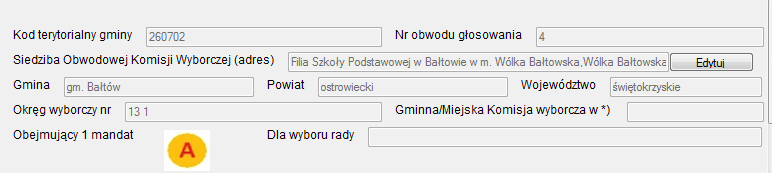 Kod terytorialny gminy 260702 Nr obwodu głosowania 4
Siedziba Obwodowej Komisji Wyborczej (adres) Filia Szkoły Podstawowej w Bałtowie w m. Wólka Bałtowska,Wólka Bałtowska Edytuj
Gmina gm. Bałtów Powiat ostrowiecki Województwo świętokrzyskie
Okręg wyborczy nr 13 1 Gminna/Miejska Komisja wyborcza w *)
Obejmujący 1 mandat A Dla wyboru rady